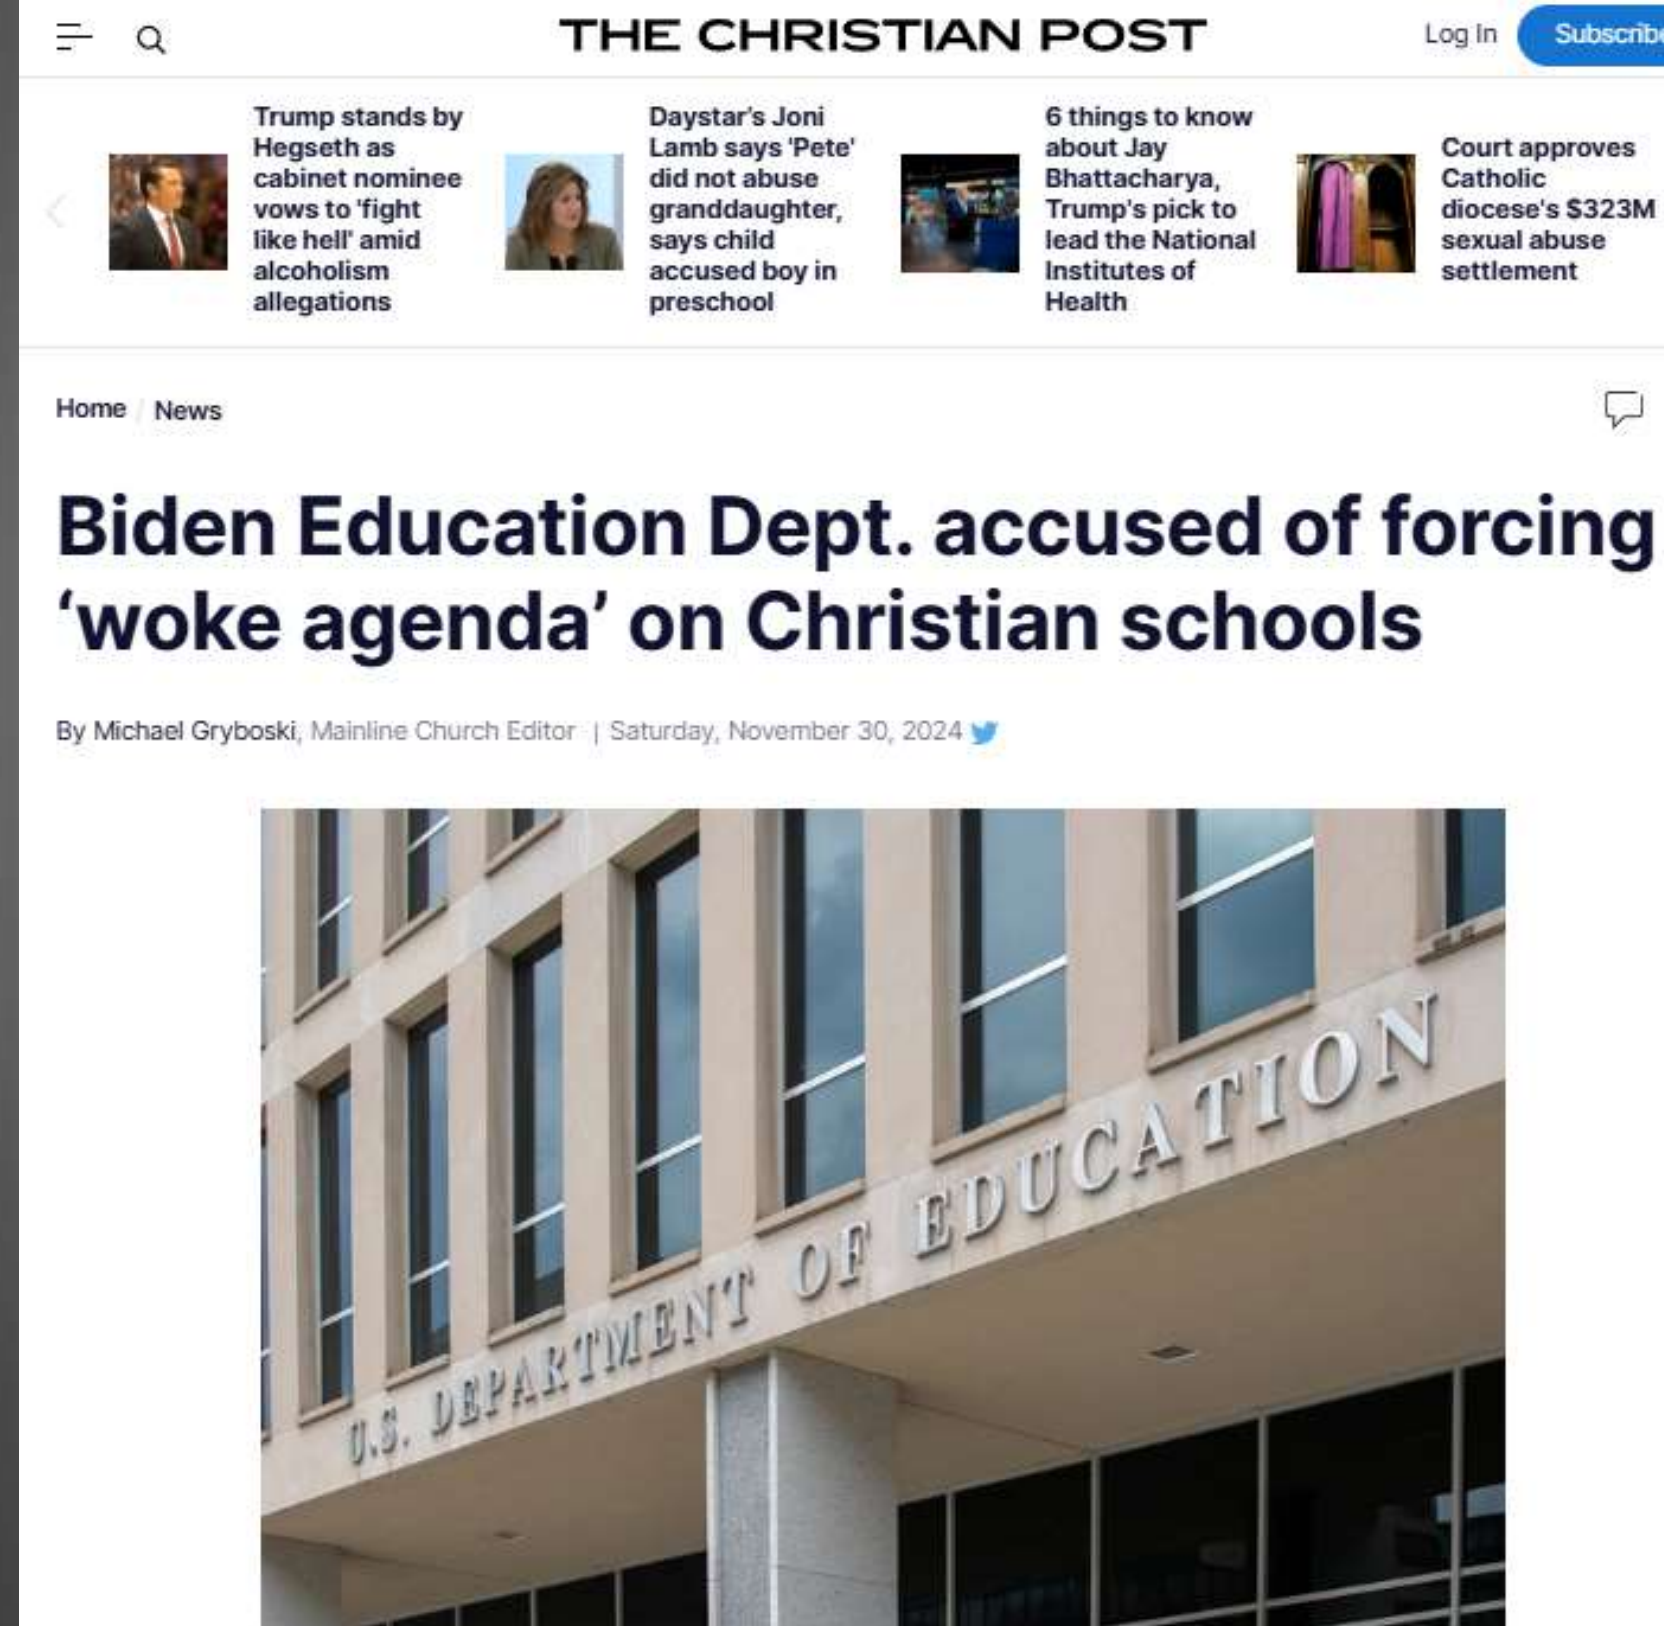 THE CHRISTIAN POST
Log In
Subscribe
Trump stands by
Hegseth as
cabinet nominee
vows to 'fight
like hell' amid
alcoholism
allegations
Daystar's Joni
Lamb says 'Pete'
did not abuse
granddaughter,
says child
accused boy in
preschool
6 things to know
about Jay
Bhattacharya,
Trump's pick to
lead the National
Institutes of
Health
Court approves
Catholic
diocese's $323M
sexual abuse
settlement
Home / News
Biden Education Dept. accused of forcing
‘woke agenda’ on Christian schools
By Michael Gryboski, Mainline Church Editor | Saturday, November 30, 2024
U.S. DEPARTMENT OF EDUCATION